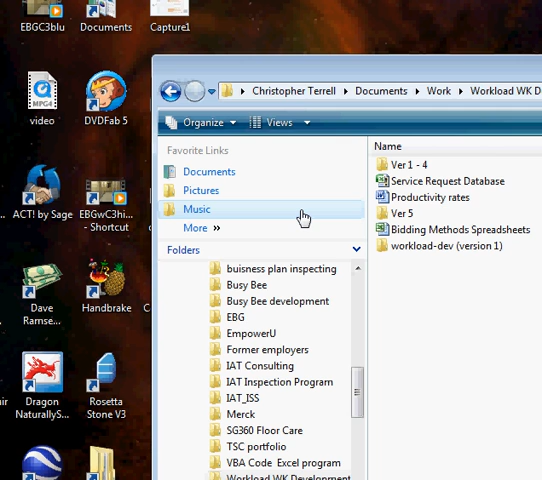 EBGC3blu
Documents
Capture1
Christopher Terrell
Documents
Work
Workload WK D
video
DVDFab 5
Organize
Views
Favorite Links
Documents
Pictures
Music
More »
Folders
Name
Ver 1 - 4
Service Request Database
Productivity rates
Ver 5
Bidding Methods Spreadsheets
workload-dev (version 1)
ACT! by Sage
EBGwC3hi...
- Shortcut
buisness plan inspecting
Busy Bee
Busy Bee development
EBG
EmpowerU
Former employers
IAT Consulting
IAT Inspection Program
IAT_ISS
Merck
SG360 Floor Care
TSC portfolio
VBA Code Excel program
Workload WK Development
Dave
Ramse...
Handbrake
Dragon
NaturallyS...
Rosetta
Stone V3